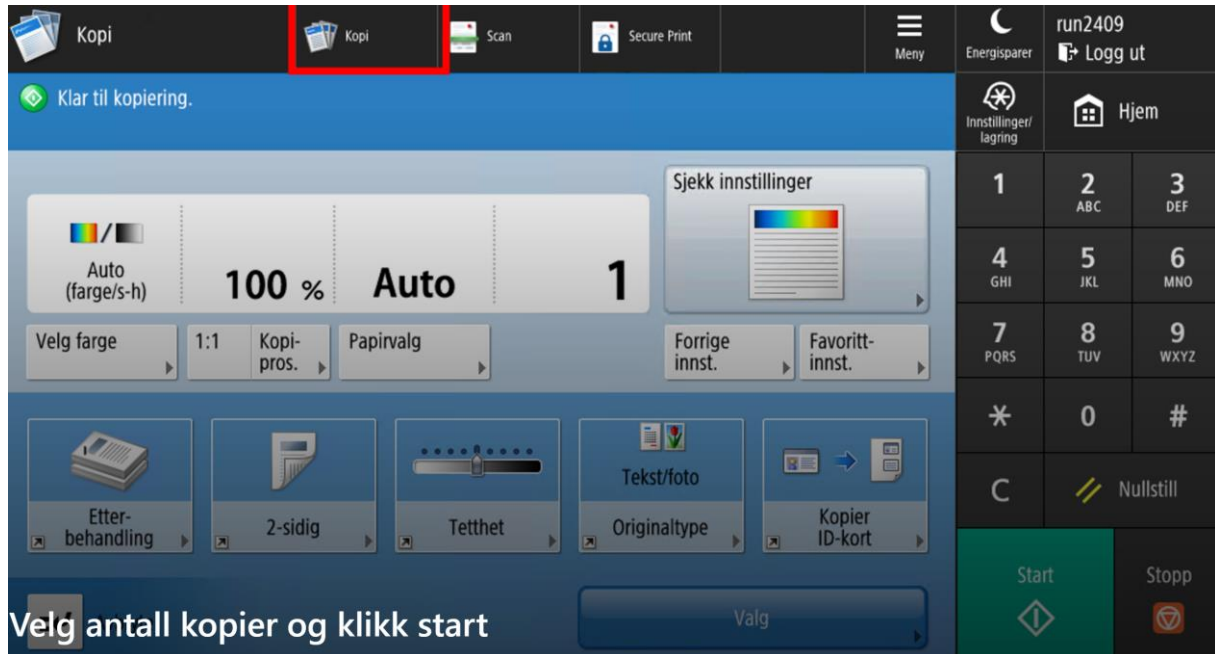 Kopi
Kopi
Scan
Secure Print
Meny
Energisparer
run2409
Logg ut
Klar til kopiering.
Innstillinger/
lagring
Hjem
Sjekk innstillinger
Auto
(farge/s-h)
100 %
Auto
1
Velg farge
1:1
Kopi-
pros.
Papirvalg
Forrige
innst.
Favoritt-
innst.
1
2
ABC
3
DEF
4
GHI
5
JKL
6
MNO
7
PQRS
8
TUV
9
WXYZ
0
#
C
Nullstill
Etter-
behandling
2-sidig
Tetthet
Tekst/foto
Originaltype
Kopier
ID-kort
Start
Stopp
Valg
Velg antall kopier og klikk start